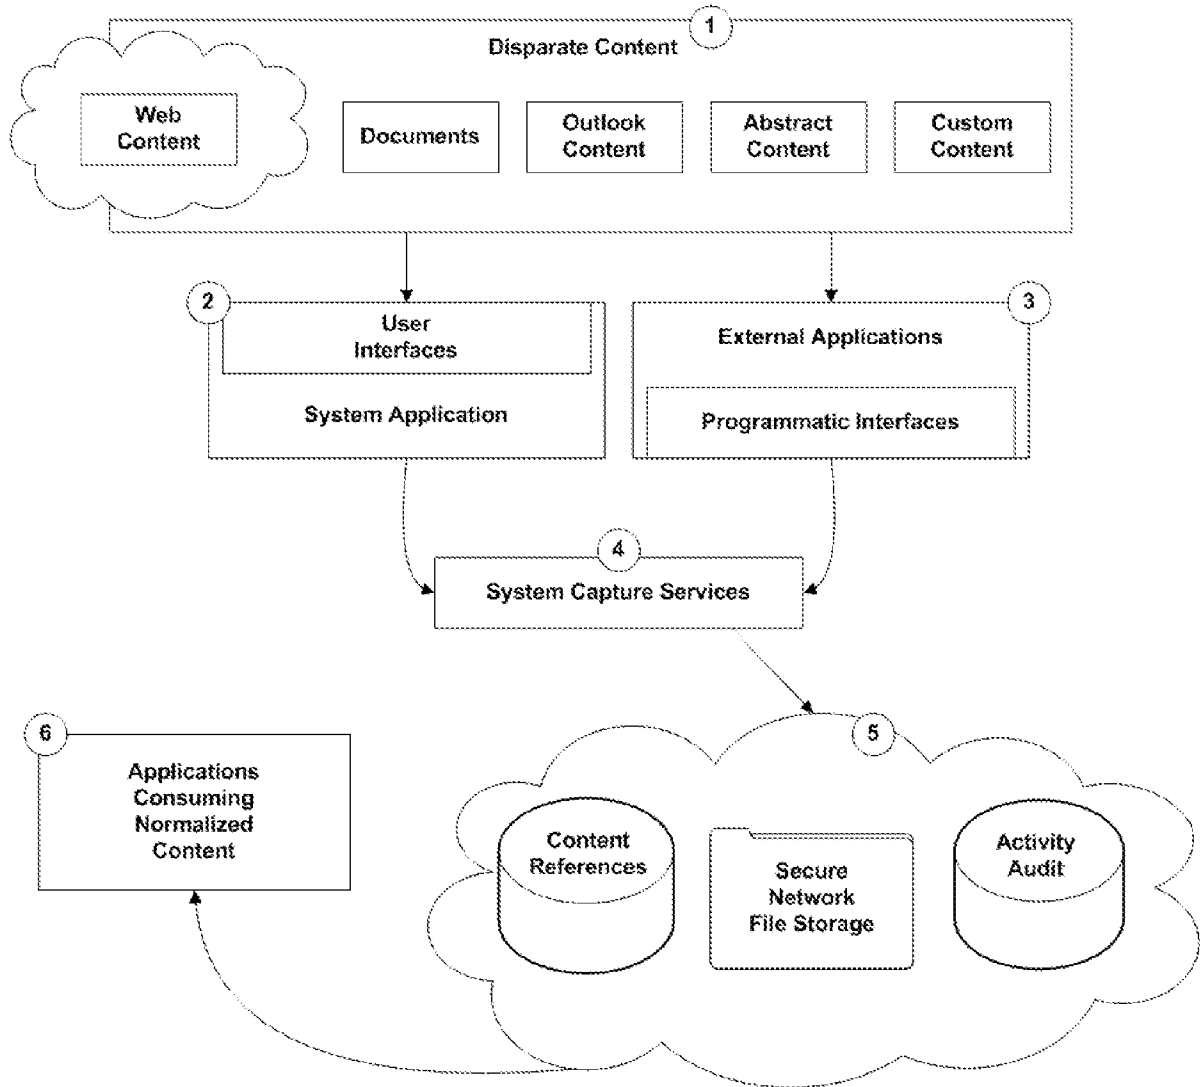 1
Disparate Content
Web
Content
Documents
Outlook
Content
Abstract
Content
Custom
Content
2
User
Interfaces
System Application
3
External Applications
Programmatic Interfaces
4
System Capture Services
5
Content
References
Secure
Network
File Storage
Activity
Audit
6
Applications
Consuming
Normalized
Content